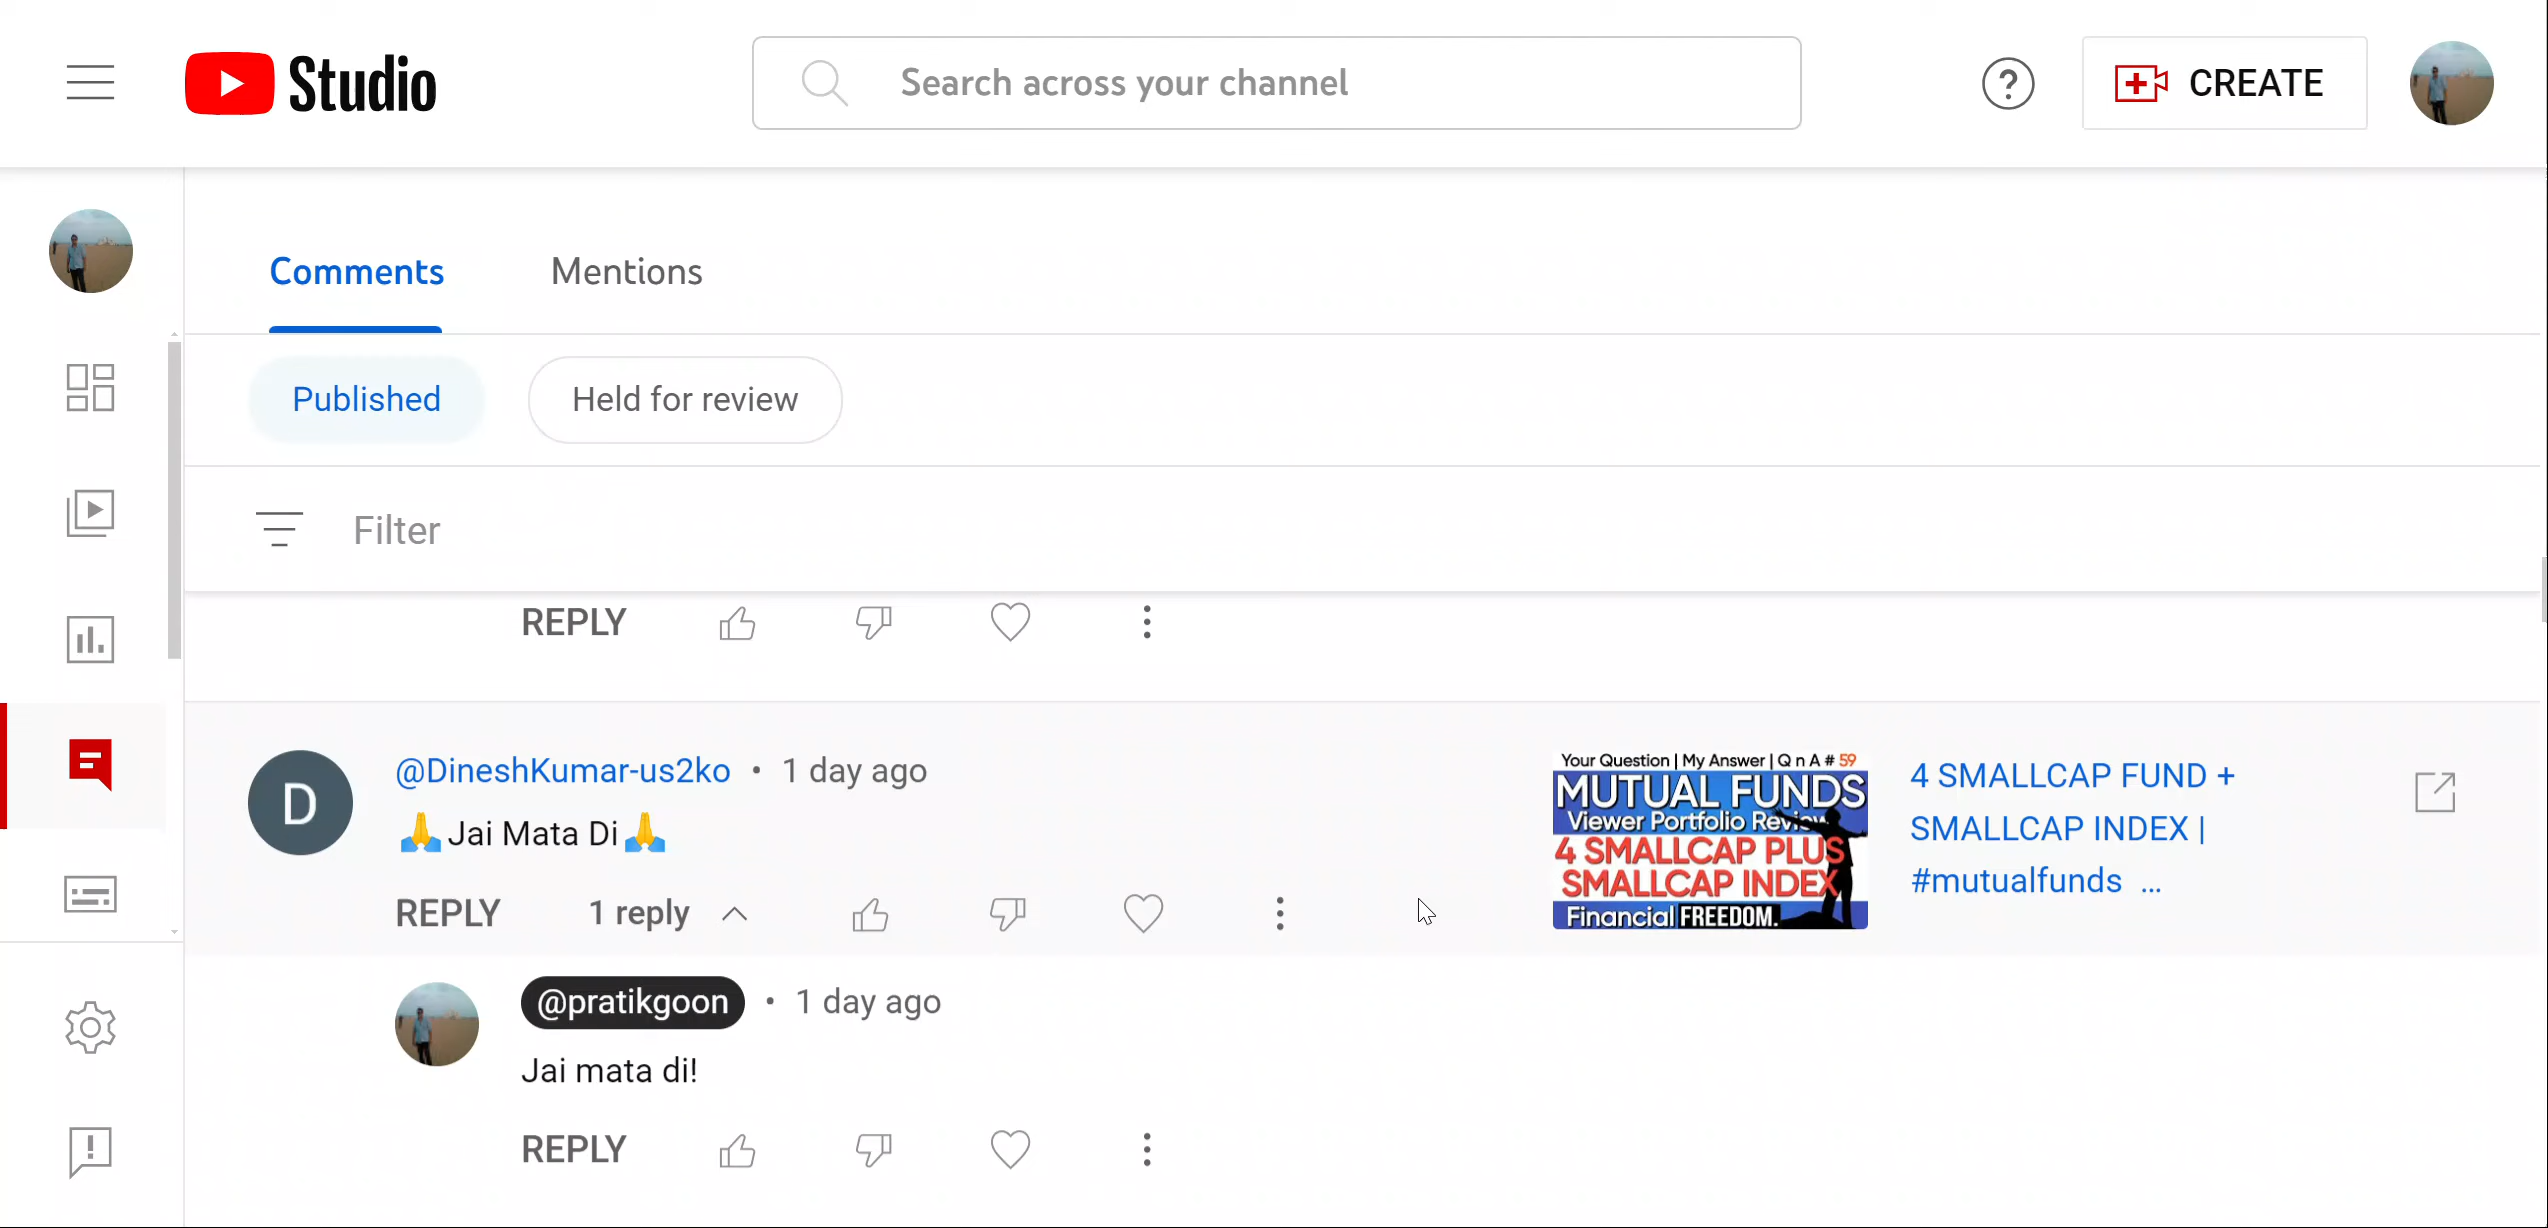 Studio
Search across your channel
CREATE
Comments
Mentions
Published
Held for review
Filter
REPLY
@DineshKumar-us2ko • 1 day ago
🙏Jai Mata Di🙏
REPLY
1 reply
Your Question | My Answer | Q n A # 59
MUTUAL FUNDS
Viewer Portfolio Review
4 SMALLCAP PLUS
SMALLCAP INDEX
Financial FREEDOM.
4 SMALLCAP FUND +
SMALLCAP INDEX |
#mutualfunds ...
@pratikgoon • 1 day ago
Jai mata di!
REPLY